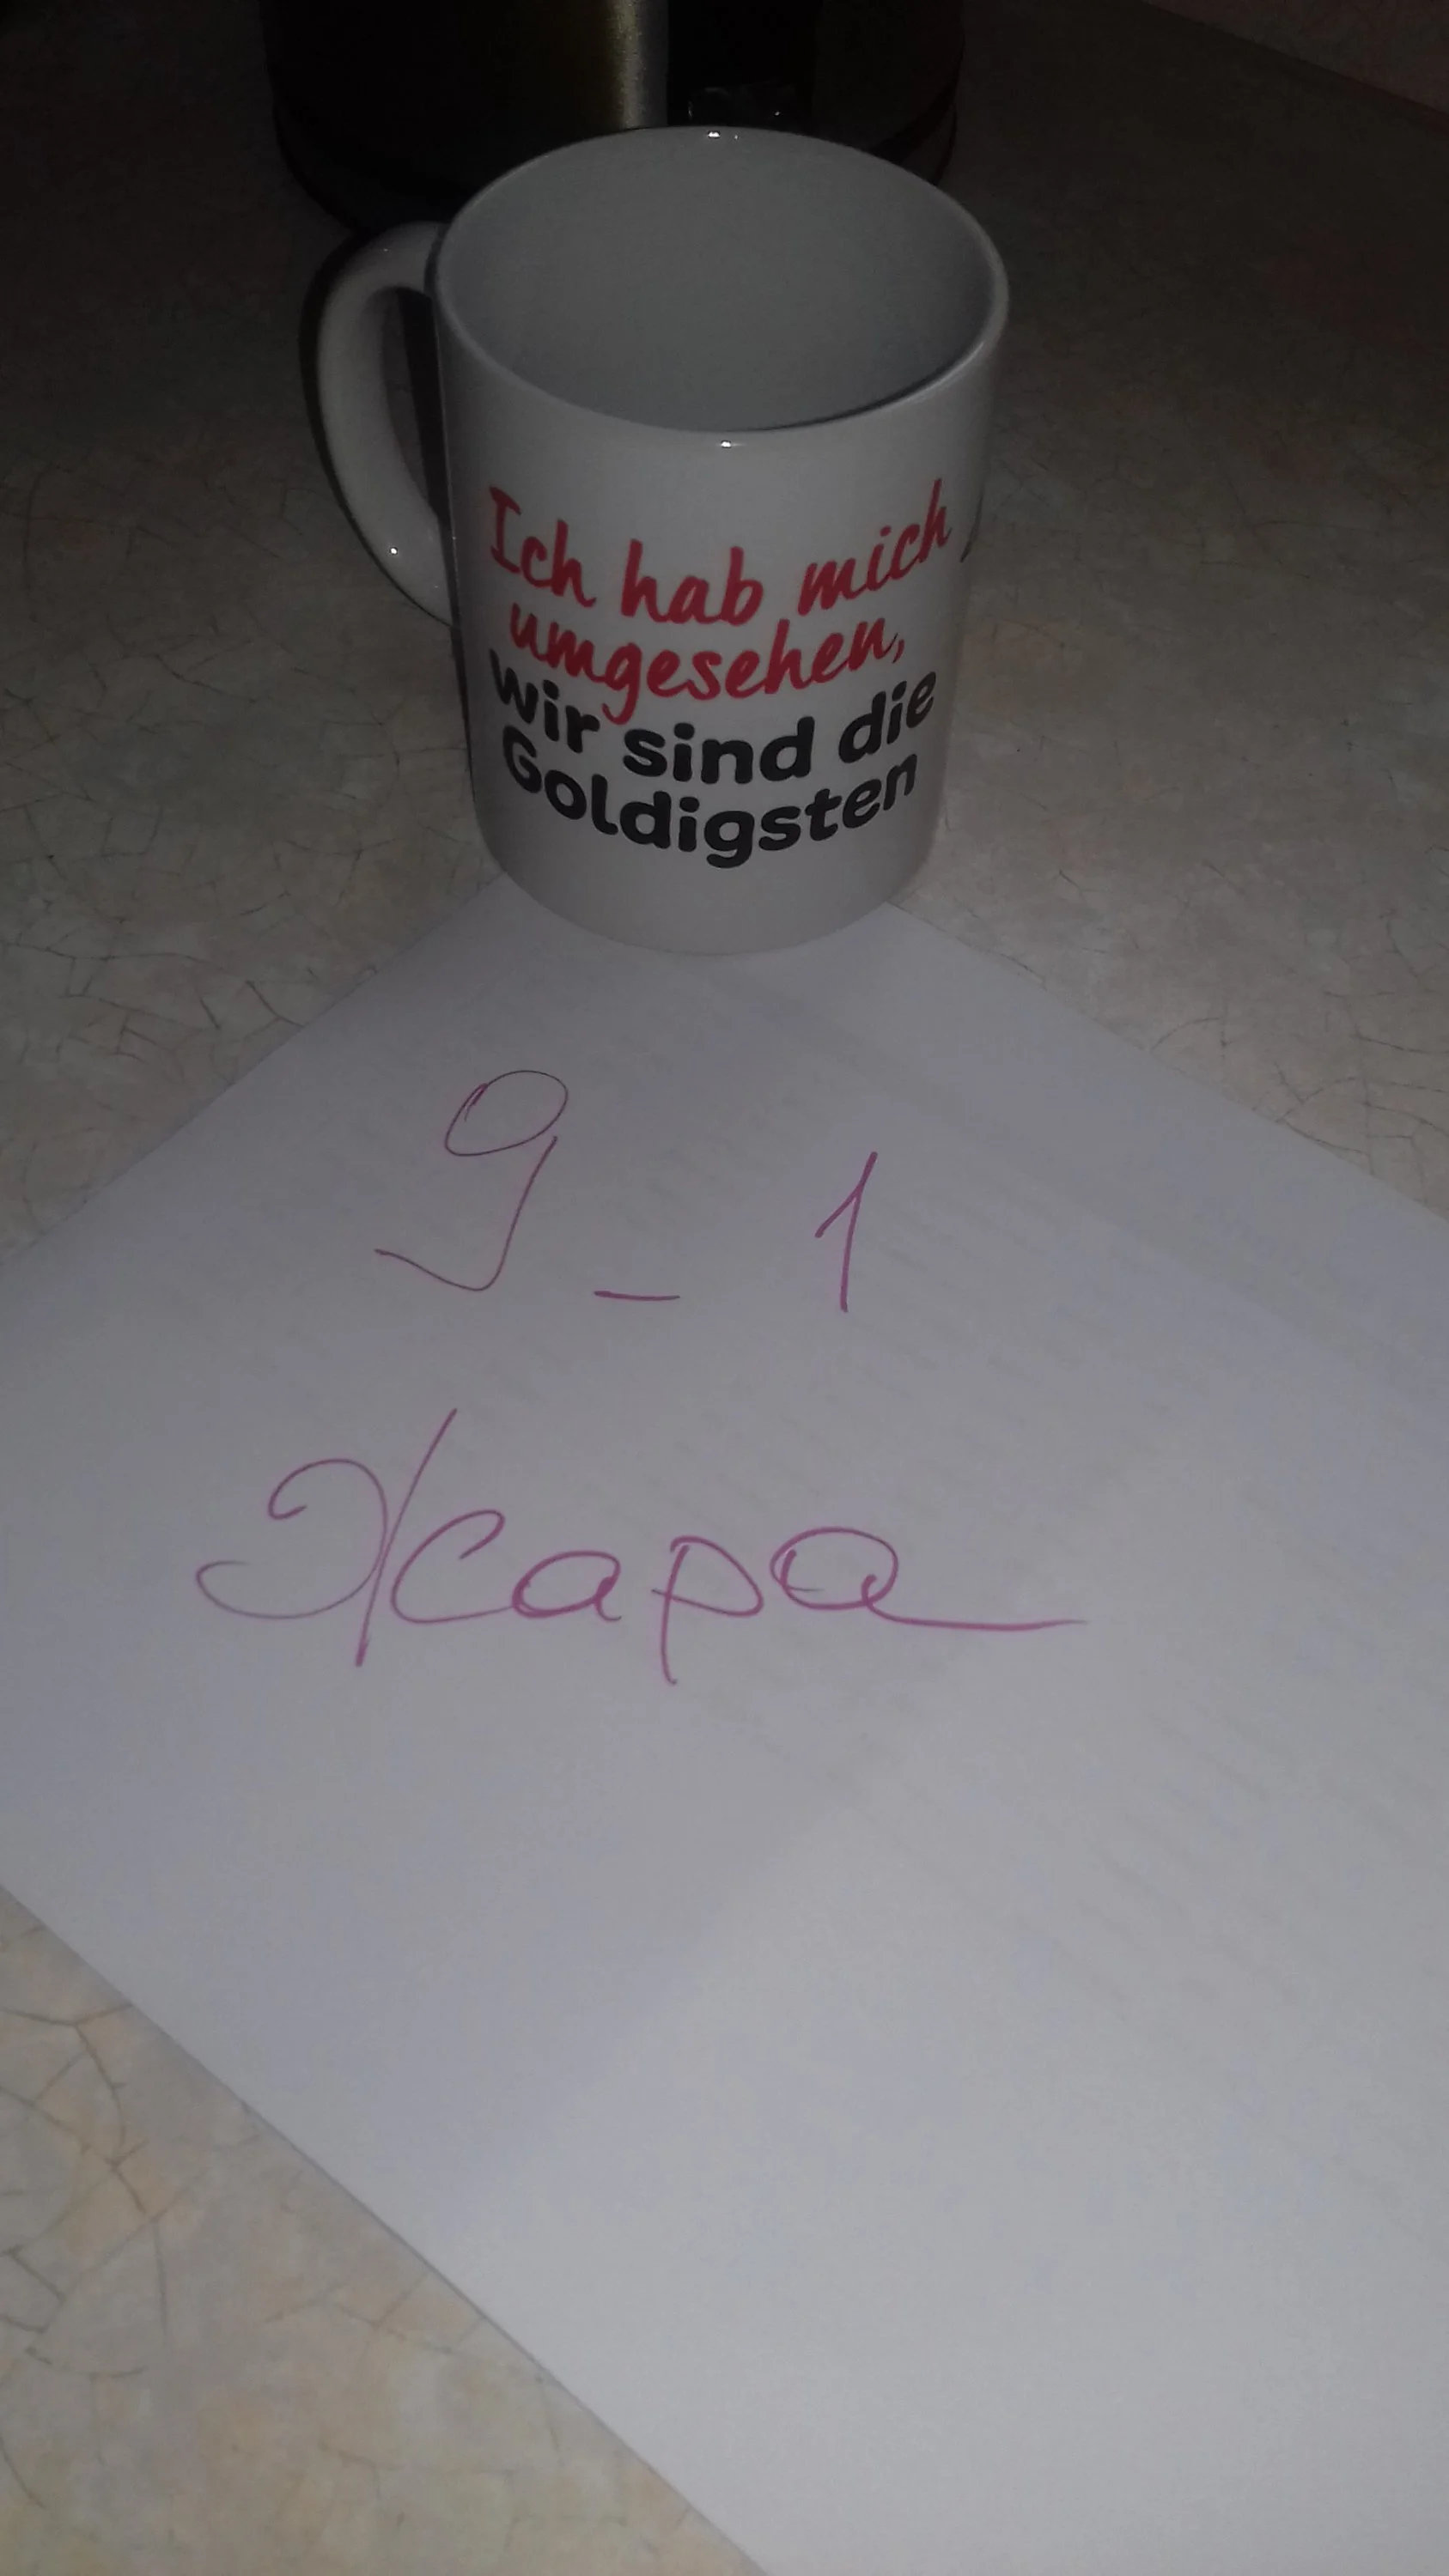 Ich hab mich
umgesehen,
wir sind die
Goldigsten
9_1
Жара